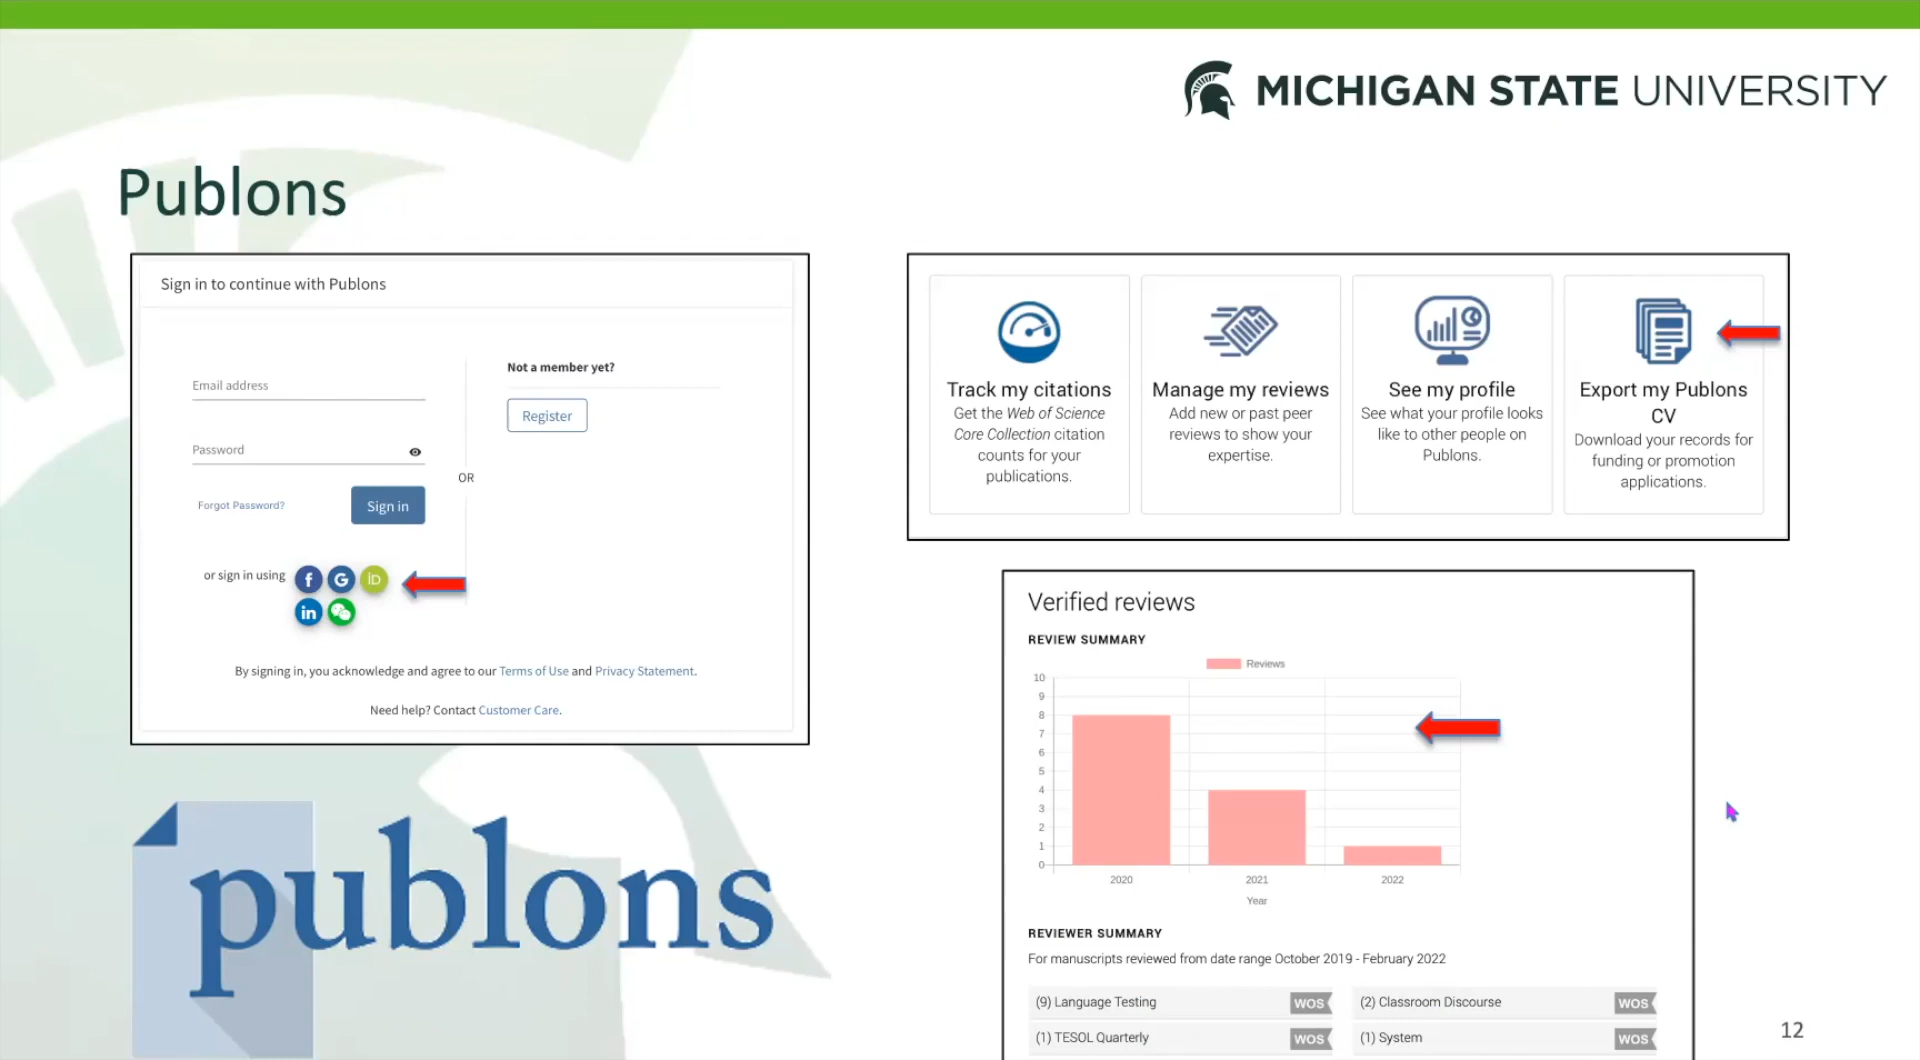 MICHIGAN STATE UNIVERSITY
Publons
Sign in to continue with Publons
Email address
Password
Forgot Password?
Sign in
or sign in using
f G iD
in
OR
Not a member yet?
Register
By signing in, you acknowledge and agree to our Terms of Use and Privacy Statement.
Need help? Contact Customer Care.
publons
Track my citations
Get the Web of Science
Core Collection citation
counts for your
publications.
Manage my reviews
Add new or past peer
reviews to show your
expertise.
See my profile
See what your profile looks
like to other people on
Publons.
Export my Publons
CV
Download your records for
funding or promotion
applications.
Verified reviews
REVIEW SUMMARY
Reviews
10
9
8
7
6
5
4
3
2
1
0
2020 2021 2022
Year
REVIEWER SUMMARY
For manuscripts reviewed from date range October 2019 - February 2022
(9) Language Testing WOS (2) Classroom Discourse WOS
(1) TESOL Quarterly WOS (1) System WOS
12